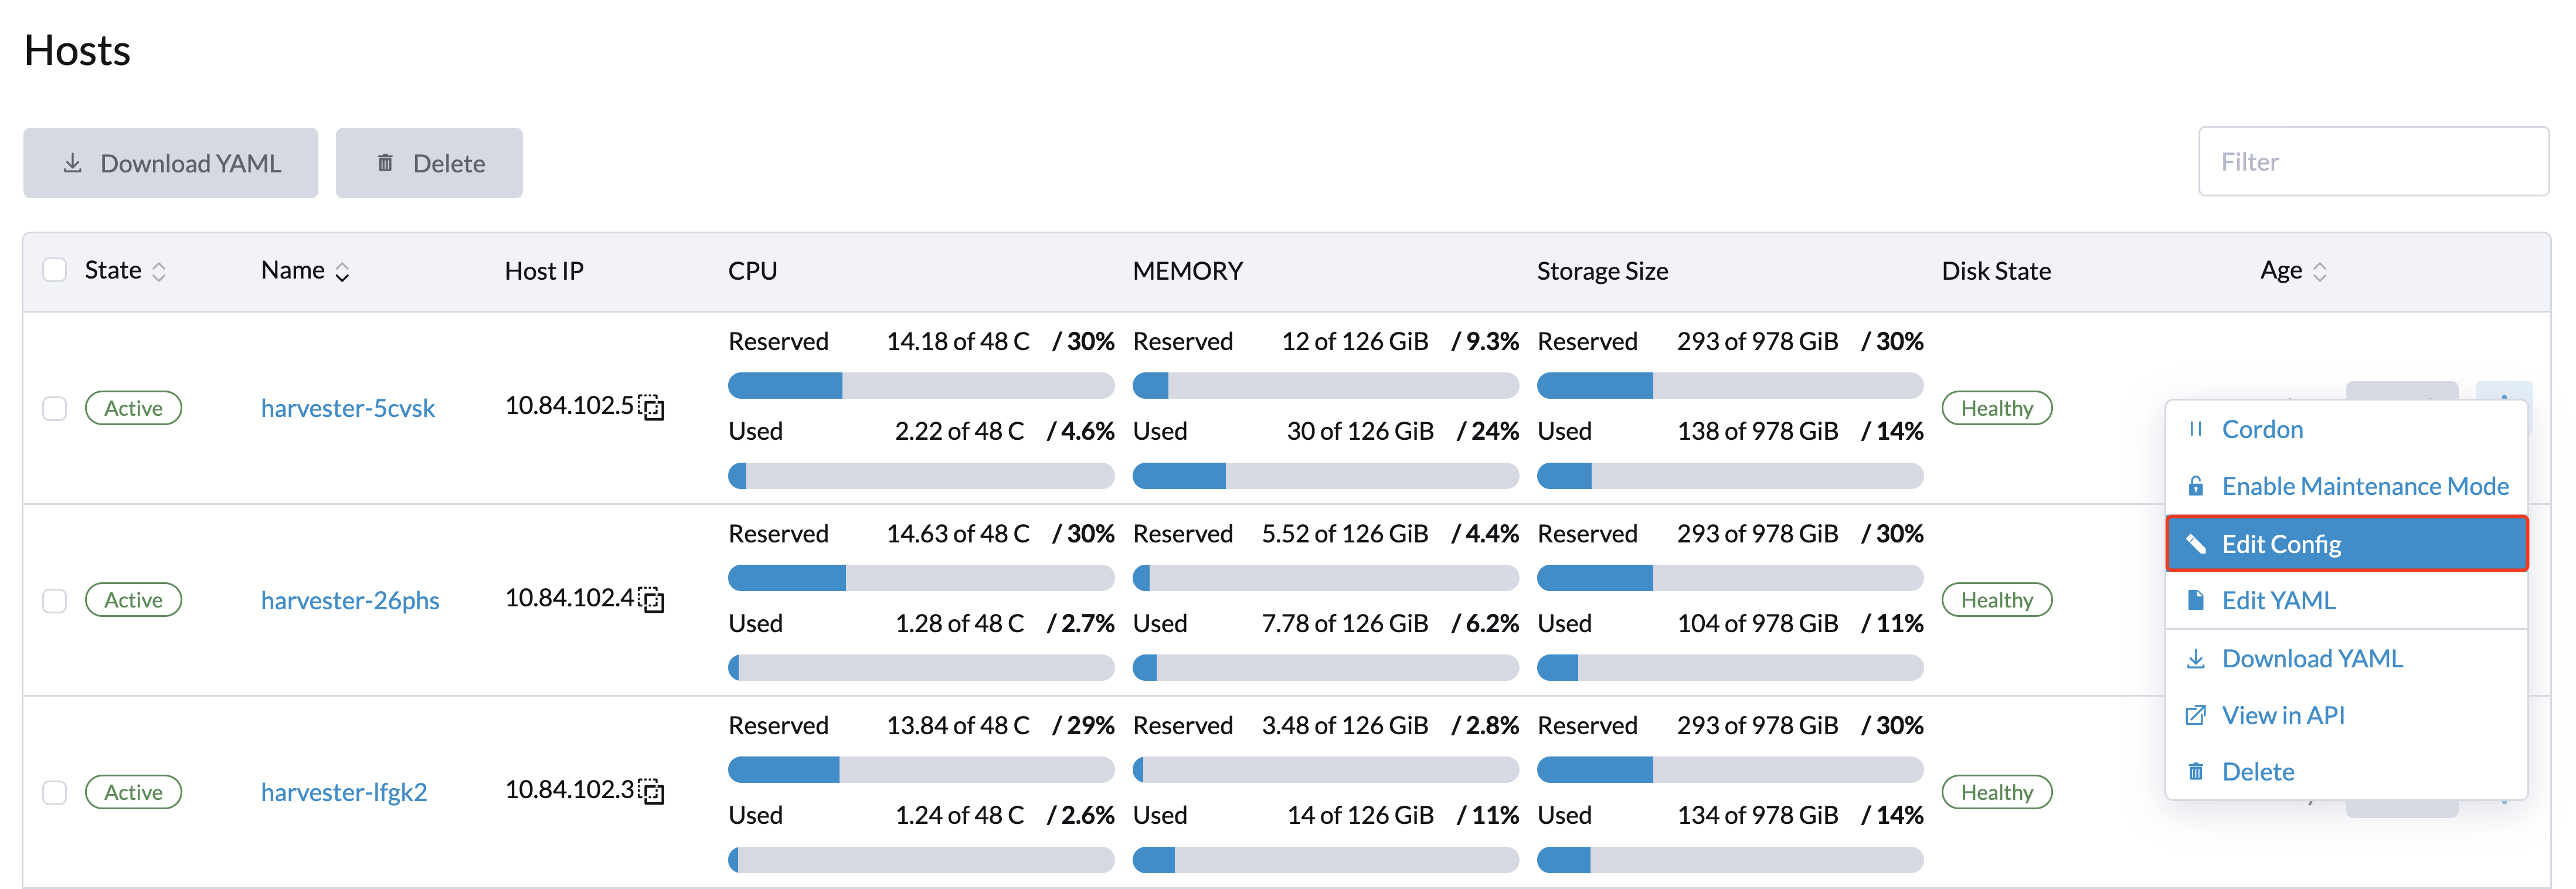 Hosts
Download YAML Delete Filter
State Name Host IP CPU MEMORY Storage Size Disk State Age
Reserved 14.18 of 48 C / 30% Reserved 12 of 126 GiB / 9.3% Reserved 293 of 978 GiB / 30%
Active harvester-5cvsk 10.84.102.5 Healthy
Used 2.22 of 48 C / 4.6% Used 30 of 126 GiB / 24% Used 138 of 978 GiB / 14%
Cordon
Enable Maintenance Mode
Edit Config
Edit YAML
Download YAML
View in API
Delete
Reserved 14.63 of 48 C / 30% Reserved 5.52 of 126 GiB / 4.4% Reserved 293 of 978 GiB / 30%
Active harvester-26phs 10.84.102.4 Healthy
Used 1.28 of 48 C / 2.7% Used 7.78 of 126 GiB / 6.2% Used 104 of 978 GiB / 11%
Reserved 13.84 of 48 C / 29% Reserved 3.48 of 126 GiB / 2.8% Reserved 293 of 978 GiB / 30%
Active harvester-lfgk2 10.84.102.3 Healthy
Used 1.24 of 48 C / 2.6% Used 14 of 126 GiB / 11% Used 134 of 978 GiB / 14%